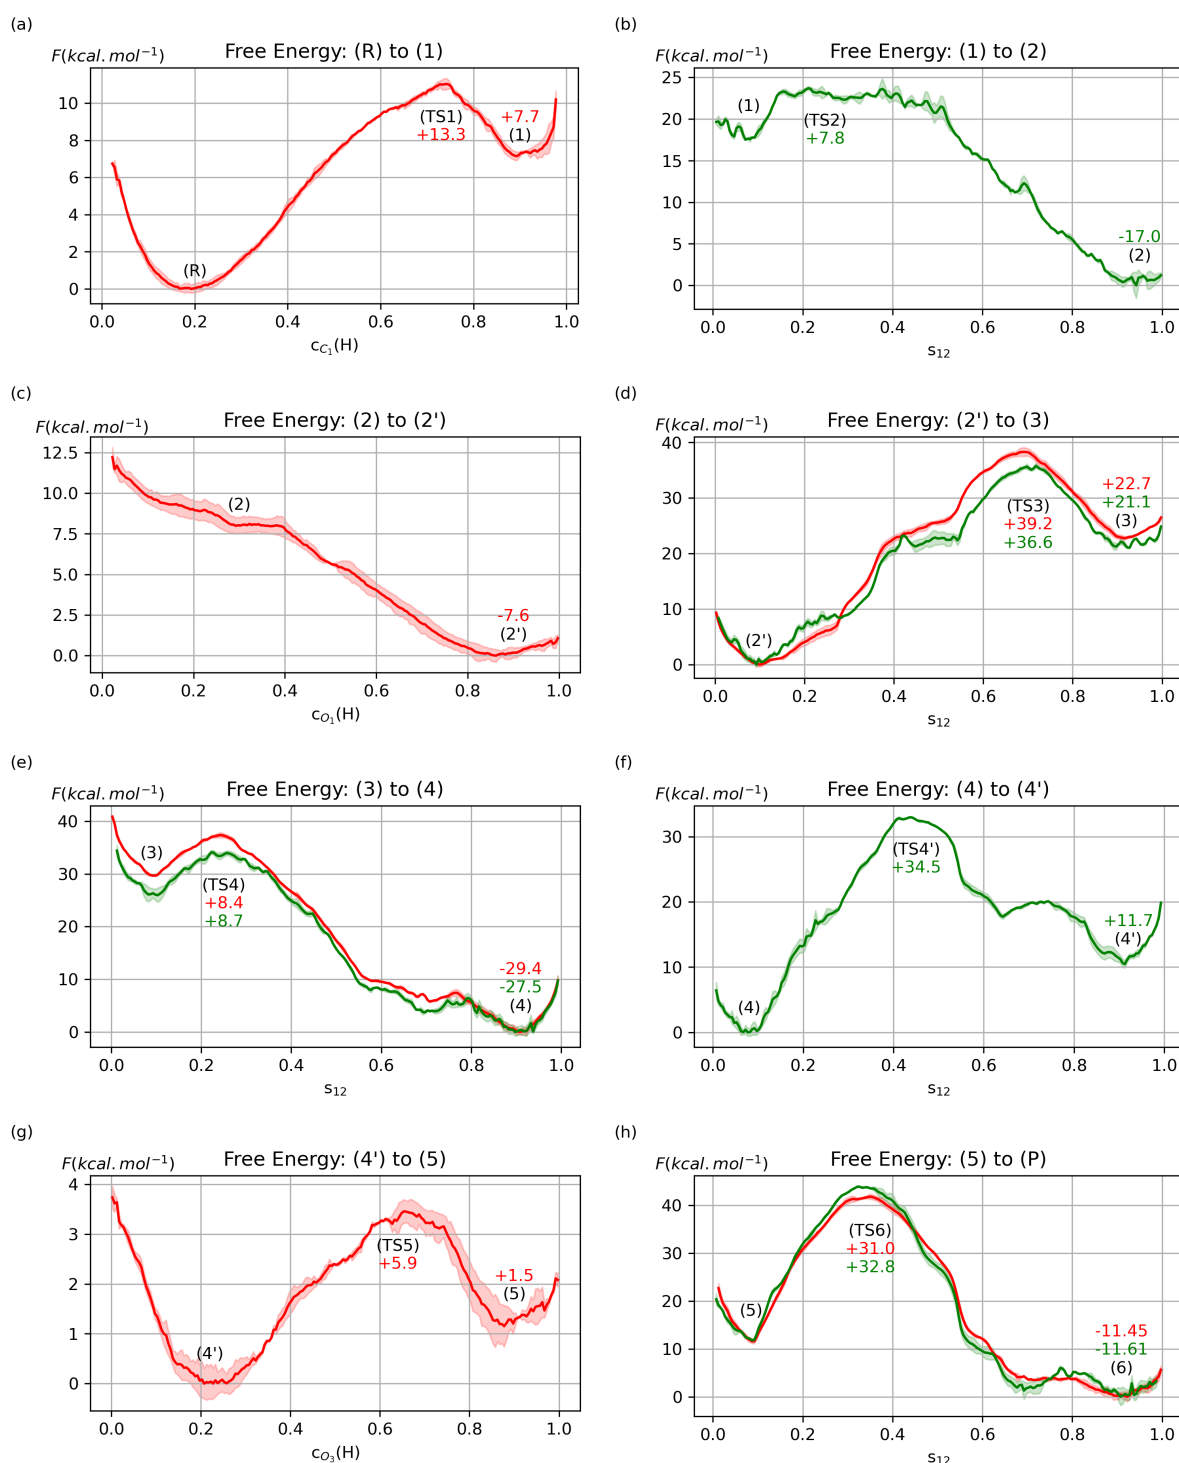 (a)
Free Energy: (R) to (1)
F(kcal.mol⁻¹)
10
8
6
4
2
0
(TS1)
+13.3
+7.7
(1)
(R)
0.0 0.2 0.4 0.6 0.8 1.0
c_{C₁}(H)
(b)
Free Energy: (1) to (2)
F(kcal.mol⁻¹)
25
20
15
10
5
0
(1)
(TS2)
+7.8
-17.0
(2)
0.0 0.2 0.4 0.6 0.8 1.0
s₁₂
(c)
Free Energy: (2) to (2')
F(kcal.mol⁻¹)
12.5
10.0
7.5
5.0
2.5
0.0
(2)
-7.6
(2')
0.0 0.2 0.4 0.6 0.8 1.0
c_{O₁}(H)
(d)
Free Energy: (2') to (3)
F(kcal.mol⁻¹)
40
30
20
10
0
(2')
(TS3)
+39.2
+36.6
+22.7
+21.1
(3)
0.0 0.2 0.4 0.6 0.8 1.0
s₁₂
(e)
Free Energy: (3) to (4)
F(kcal.mol⁻¹)
40
30
20
10
0
(3)
(TS4)
+8.4
+8.7
-29.4
-27.5
(4)
0.0 0.2 0.4 0.6 0.8 1.0
s₁₂
(f)
Free Energy: (4) to (4')
F(kcal.mol⁻¹)
30
20
10
0
(4)
(TS4')
+34.5
+11.7
(4')
0.0 0.2 0.4 0.6 0.8 1.0
s₁₂
(g)
Free Energy: (4') to (5)
F(kcal.mol⁻¹)
4
3
2
1
0
(4')
(TS5)
+5.9
+1.5
(5)
0.0 0.2 0.4 0.6 0.8 1.0
c_{O₃}(H)
(h)
Free Energy: (5) to (P)
F(kcal.mol⁻¹)
40
30
20
10
0
(5)
(TS6)
+31.0
+32.8
-11.45
-11.61
(6)
0.0 0.2 0.4 0.6 0.8 1.0
s₁₂